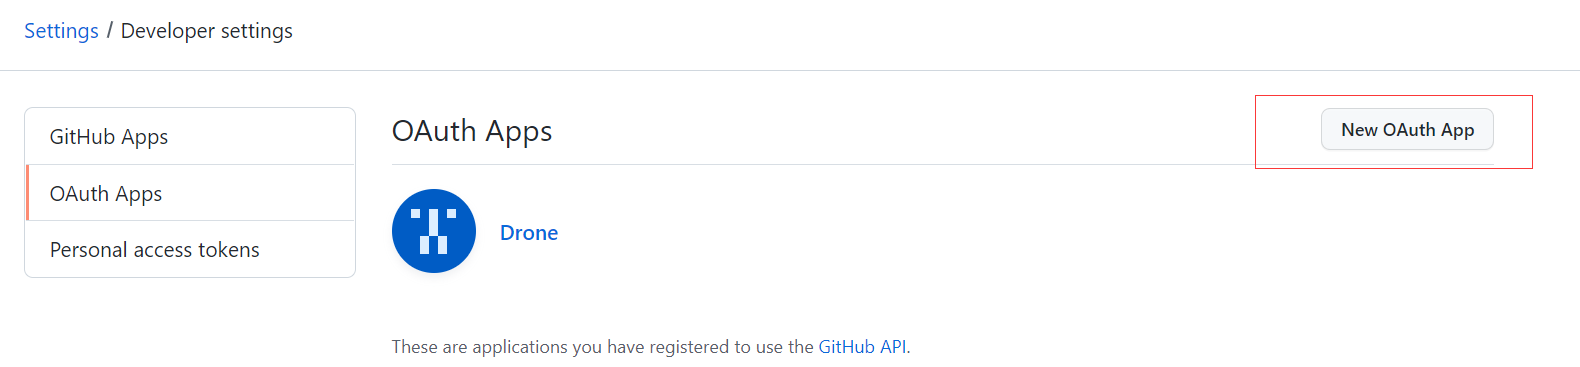 Settings / Developer settings
GitHub Apps
OAuth Apps
Personal access tokens
OAuth Apps
New OAuth App
Drone
These are applications you have registered to use the GitHub API.